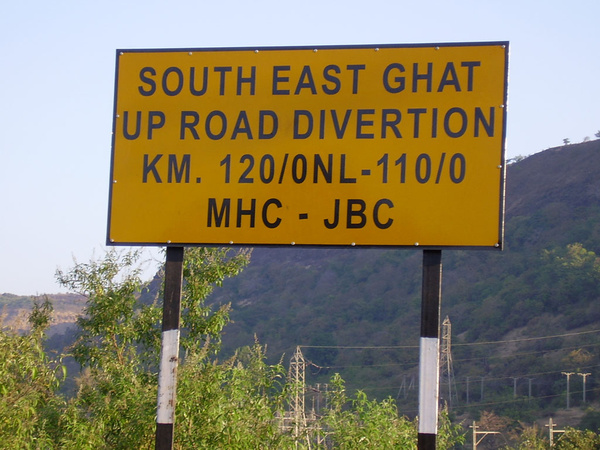 SOUTH EAST GHAT
UP ROAD DIVERTION
KM. 120/0NL-110/0
MHC - JBC